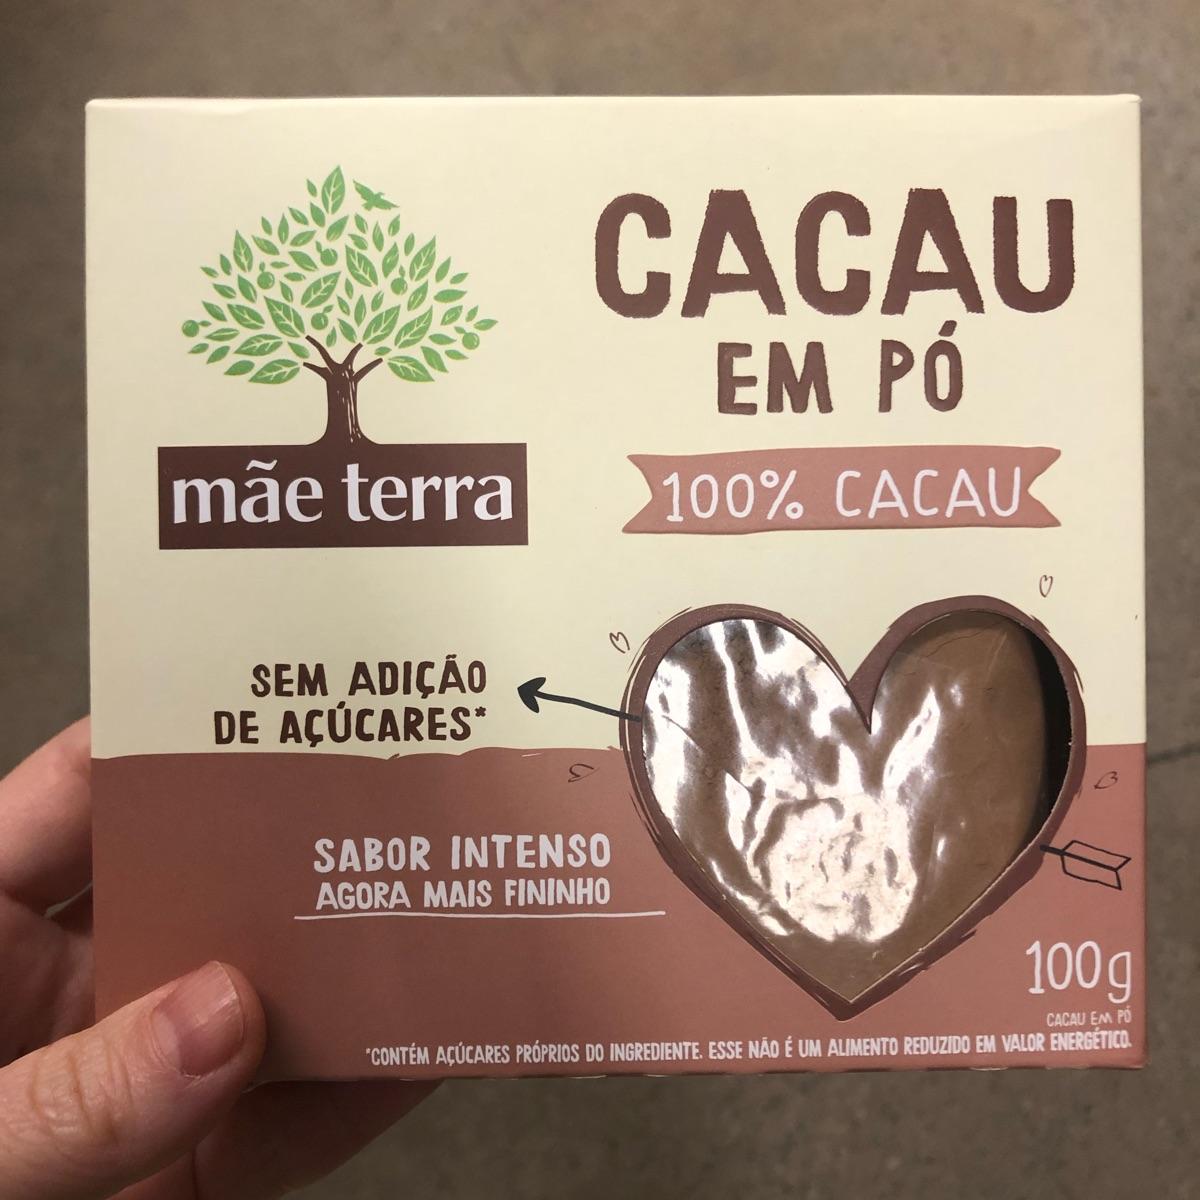 CACAU
EM PÓ
100% CACAU
mãe terra
SEM ADIÇÃO
DE AÇÚCARES*
SABOR INTENSO
AGORA MAIS FININHO
100g
CACAU EM PÓ
*CONTÉM AÇÚCARES PRÓPRIOS DO INGREDIENTE. ESSE NÃO É UM ALIMENTO REDUZIDO EM VALOR ENERGÉTICO.